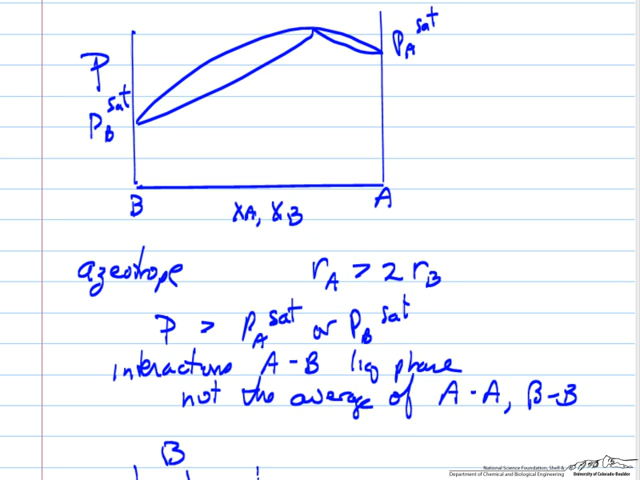 P
P_A^sat
P_B^sat
B
A
x_A, x_B
azeotrope r_A > 2 r_B
P > P_A^sat or P_B^sat
interactions A-B liq phase
not the average of A-A, B-B
B
National Science Foundation, Shell &
Department of Chemical and Biological Engineering
University of Colorado Boulder